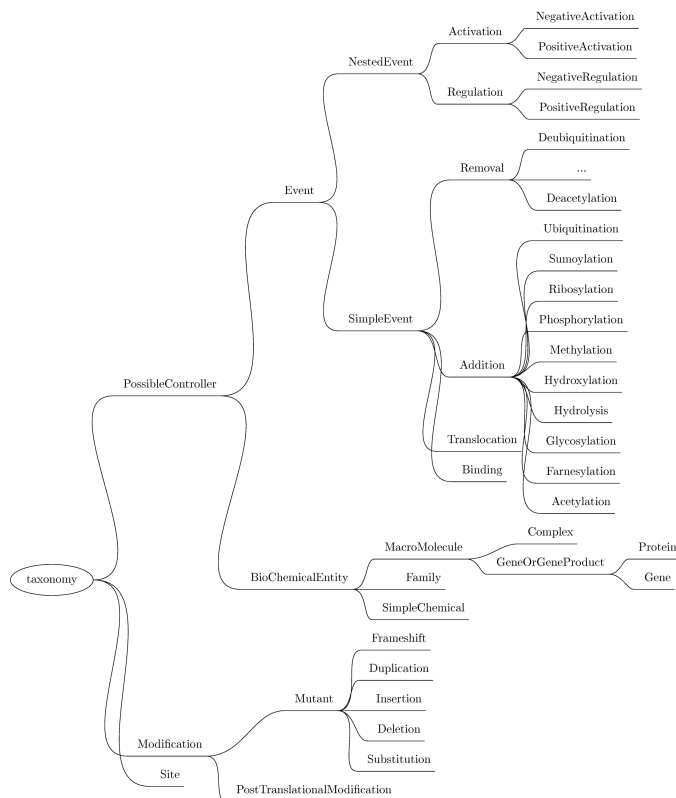 NegativeActivation
Activation
PositiveActivation
NestedEvent
NegativeRegulation
Regulation
PositiveRegulation
Deubiquitination
Removal
...
Deacetylation
Event
Ubiquitination
Sumoylation
Ribosylation
SimpleEvent
Phosphorylation
Methylation
Addition
Hydroxylation
PossibleController
Hydrolysis
Translocation
Glycosylation
Binding
Farnesylation
Acetylation
Complex
MacroMolecule
Protein
GeneOrGeneProduct
taxonomy
BioChemicalEntity
Family
Gene
SimpleChemical
Frameshift
Duplication
Mutant
Insertion
Deletion
Modification
Substitution
Site
PostTranslationalModification